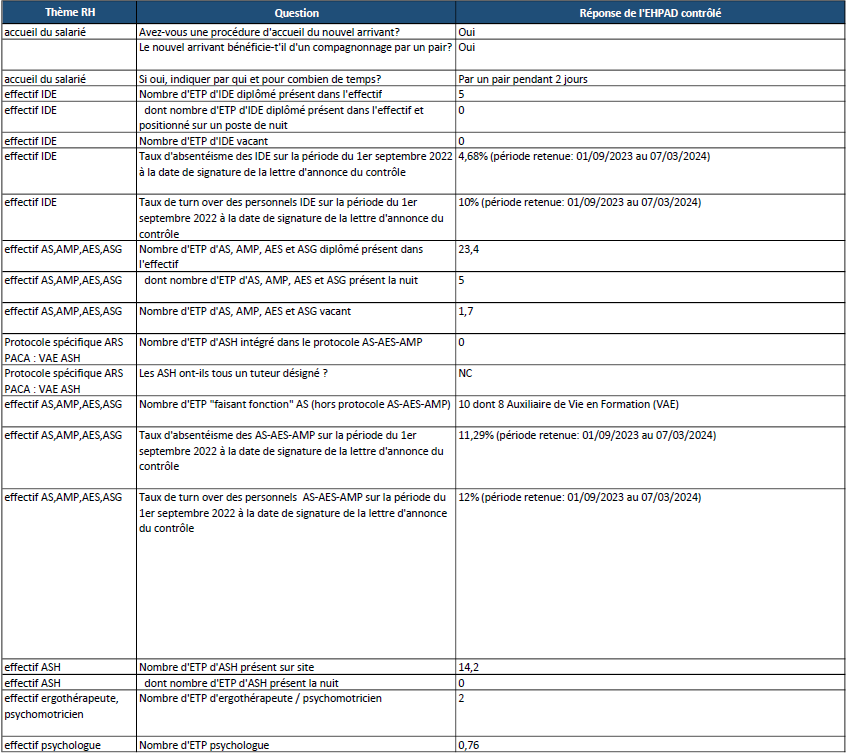 Thème RH Question Réponse de l'EHPAD contrôlé
accueil du salarié Avez-vous une procédure d'accueil du nouvel arrivant? Oui
Le nouvel arrivant bénéficie-t'il d'un compagnonnage par un pair? Oui
accueil du salarié Si oui, indiquer par qui et pour combien de temps? Par un pair pendant 2 jours
effectif IDE Nombre d'ETP d'IDE diplômé présent dans l'effectif 5
effectif IDE dont nombre d'ETP d'IDE diplômé présent dans l'effectif et 0
positionné sur un poste de nuit
effectif IDE Nombre d'ETP d'IDE vacant 0
effectif IDE Taux d'absentéisme des IDE sur la période du 1er septembre 2022 4,68% (période retenue: 01/09/2023 au 07/03/2024)
à la date de signature de la lettre d'annonce du contrôle
effectif IDE Taux de turn over des personnels IDE sur la période du 1er 10% (période retenue: 01/09/2023 au 07/03/2024)
septembre 2022 à la date de signature de la lettre d'annonce du
contrôle
effectif AS,AMP,AES,ASG Nombre d'ETP d'AS, AMP, AES et ASG diplômé présent dans 23,4
l'effectif
effectif AS,AMP,AES,ASG dont nombre d'ETP d'AS, AMP, AES et ASG présent la nuit 5
effectif AS,AMP,AES,ASG Nombre d'ETP d'AS, AMP, AES et ASG vacant 1,7
Protocole spécifique ARS Nombre d'ETP d'ASH intégré dans le protocole AS-AES-AMP 0
PACA : VAE ASH
Protocole spécifique ARS Les ASH ont-ils tous un tuteur désigné ? NC
PACA : VAE ASH
effectif AS,AMP,AES,ASG Nombre d'ETP "faisant fonction" AS (hors protocole AS-AES-AMP) 10 dont 8 Auxiliaire de Vie en Formation (VAE)
effectif AS,AMP,AES,ASG Taux d'absentéisme des AS-AES-AMP sur la période du 1er 11,29% (période retenue: 01/09/2023 au 07/03/2024)
septembre 2022 à la date de signature de la lettre d'annonce du
contrôle
effectif AS,AMP,AES,ASG Taux de turn over des personnels AS-AES-AMP sur la période du 12% (période retenue: 01/09/2023 au 07/03/2024)
1er septembre 2022 à la date de signature de la lettre d'annonce
du contrôle
effectif ASH Nombre d'ETP d'ASH présent sur site 14,2
effectif ASH dont nombre d'ETP d'ASH présent la nuit 0
effectif ergothérapeute, Nombre d'ETP d'ergothérapeute / psychomotricien 2
psychomotricien
effectif psychologue Nombre d'ETP psychologue 0,76